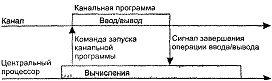 Канальная программа
Канал
Ввод/вывод
Команда запуска
канальной
программы
Сигнал завершения
операции ввода/вывода
Центральный
процессор
Вычисления